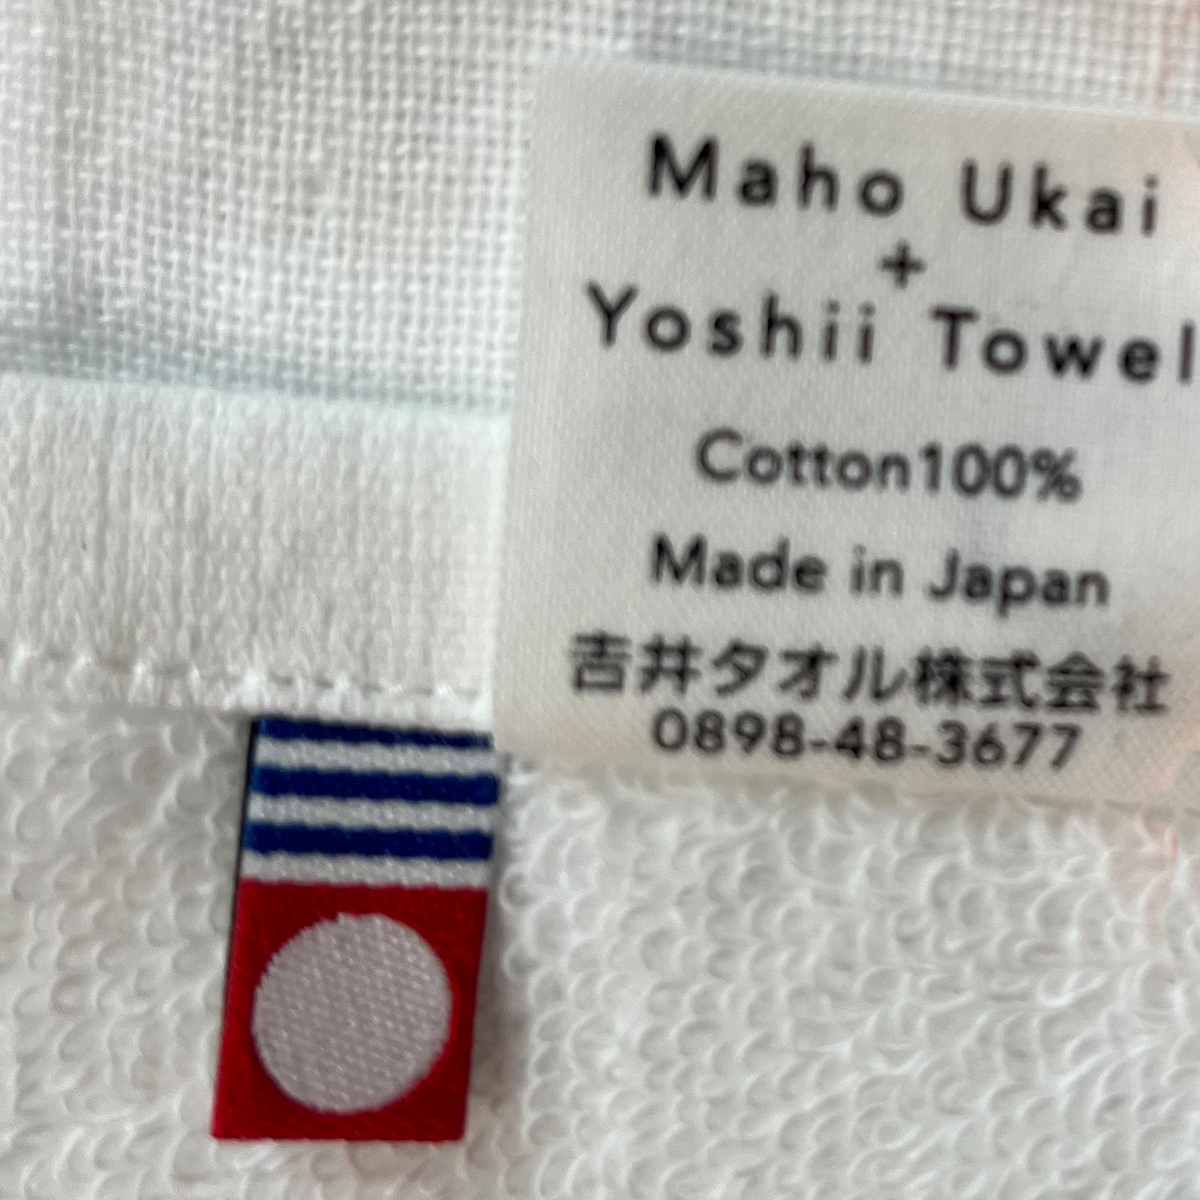 Maho Ukai
+
Yoshii Towel
Cotton100%
Made in Japan
吉井タオル株式会社
0898-48-3677